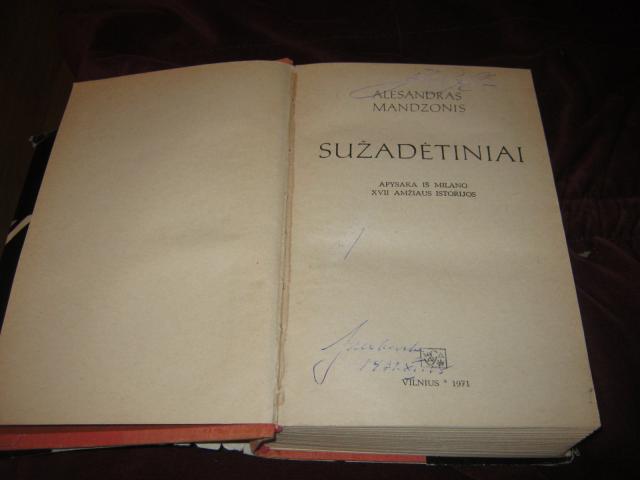 ALESANDRAS
MANDZONIS
SUŽADĖTINIAI
APYSAKA IŠ MILANO
XVII AMŽIAUS ISTORIJOS
VILNIUS * 1971